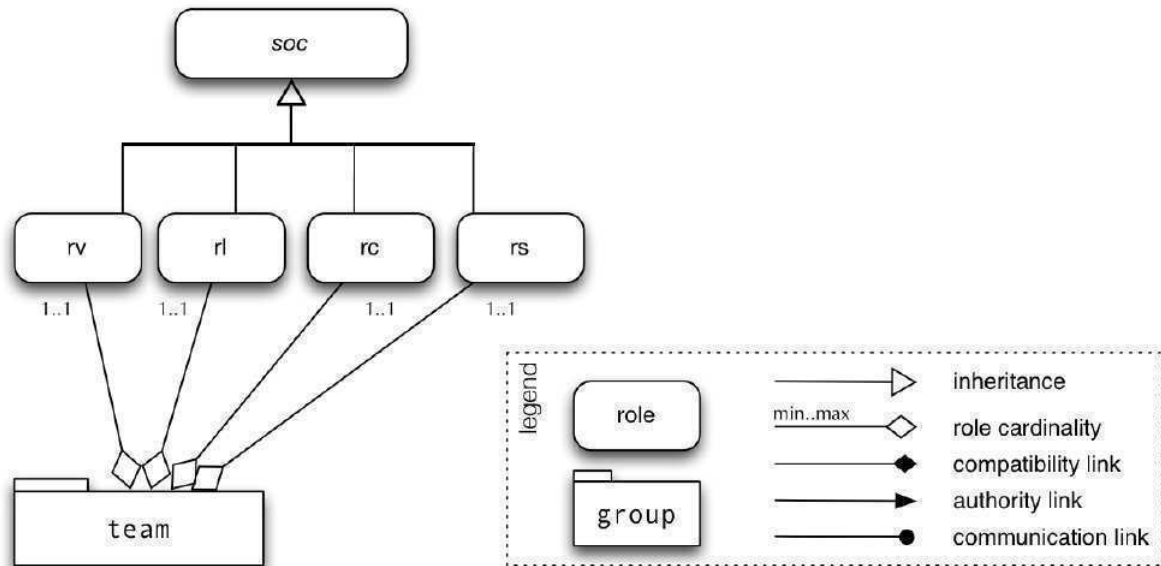 soc
rv rl rc rs
1..1 1..1 1..1 1..1
team
legend
role
group
inheritance
min..max
role cardinality
compatibility link
authority link
communication link